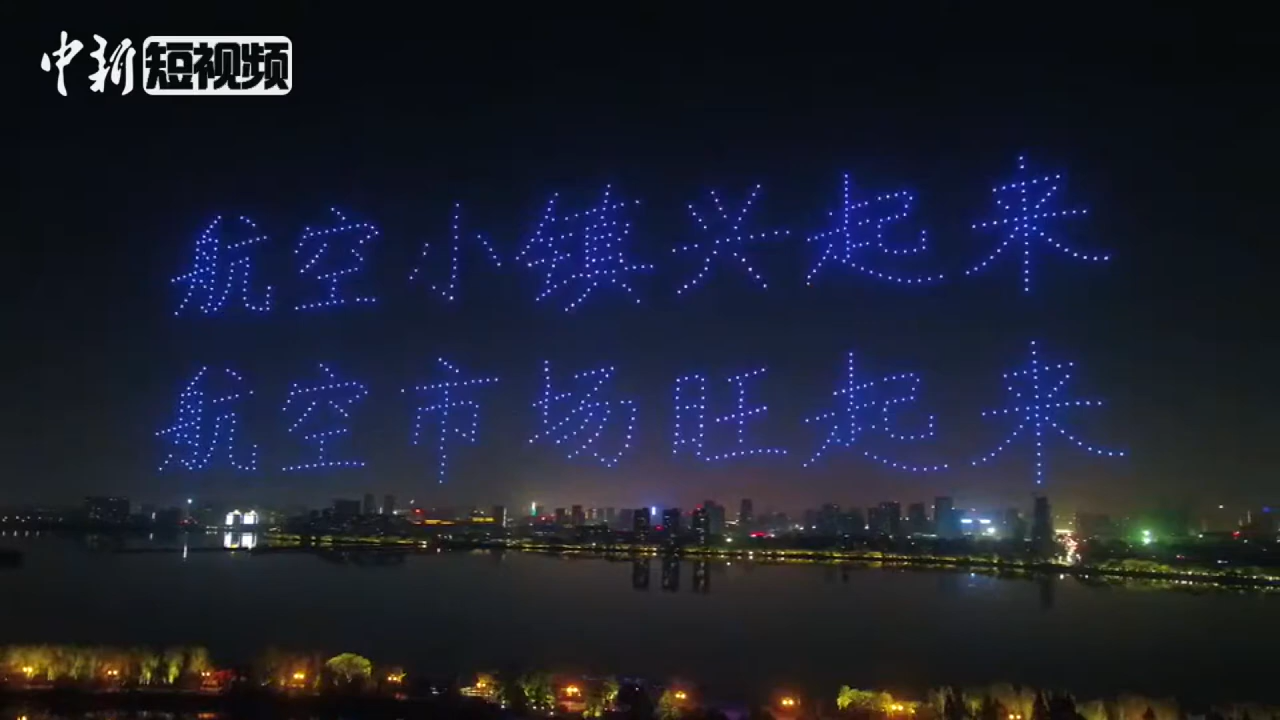 中新 短视频
航空小镇兴起来
航空市场旺起来